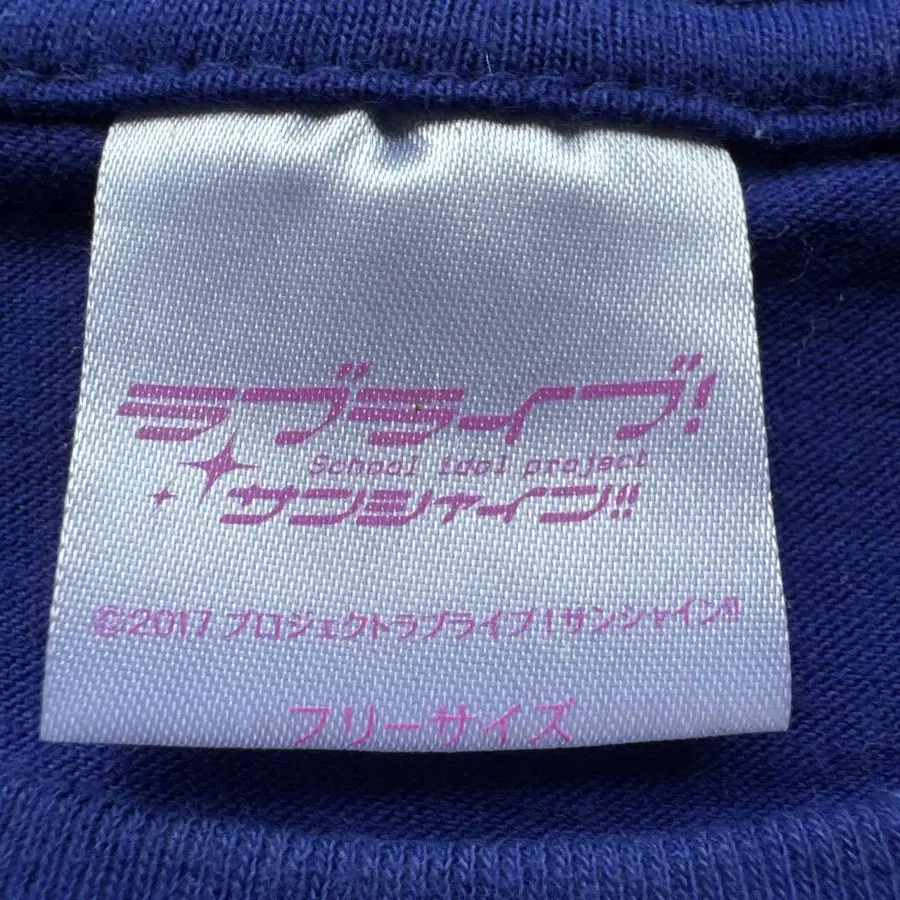 ラブライブ!
School idol project
サンシャイン!!
©2017 プロジェクトラブライブ!サンシャイン!!
フリーサイズ